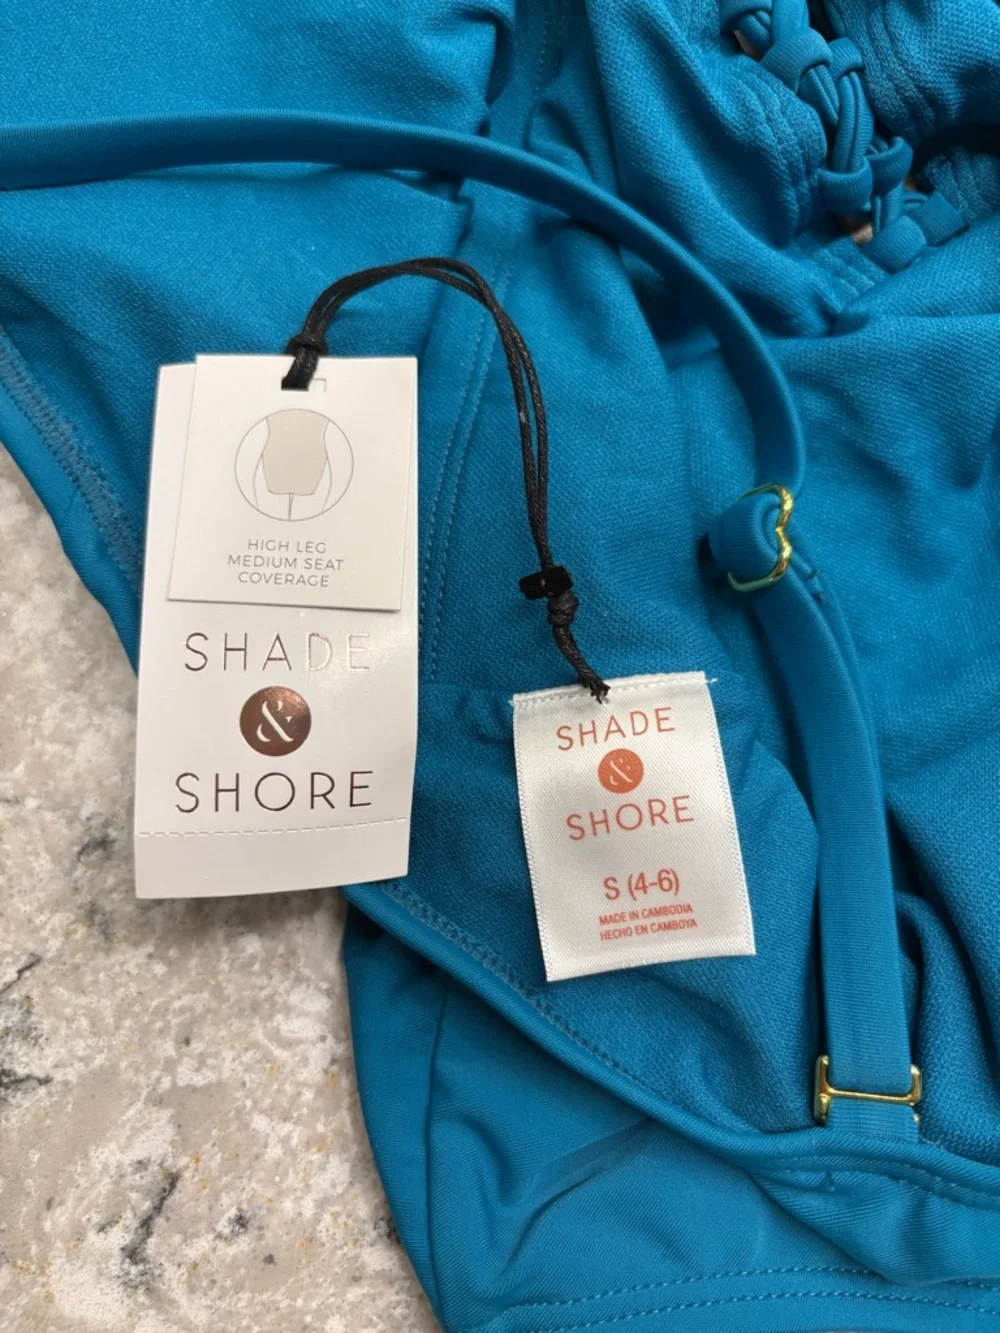 HIGH LEG
MEDIUM SEAT
COVERAGE
SHADE
&
SHORE
SHADE
&
SHORE
S (4-6)
MADE IN CAMBODIA
HECHO EN CAMBOYA